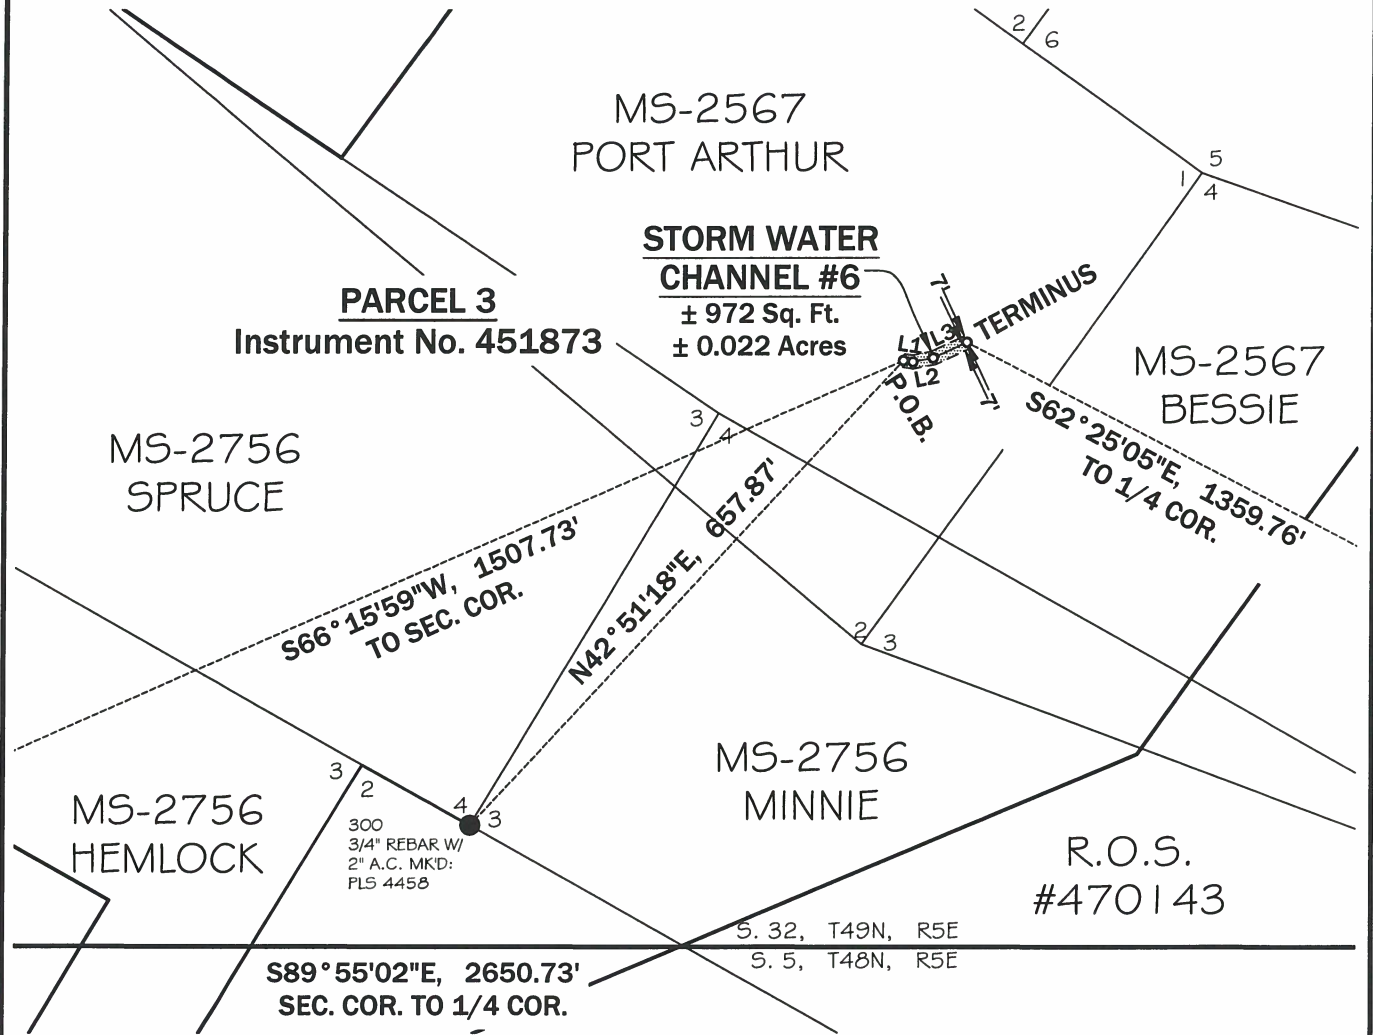 2 6
MS-2567
PORT ARTHUR
5
1 4
STORM WATER
CHANNEL #6
± 972 Sq. Ft.
± 0.022 Acres
7'
TERMINUS
PARCEL 3
Instrument No. 451873
L1
L3
L2
P.O.B.
7'
MS-2567
BESSIE
S62°25'05"E, 1359.76'
TO 1/4 COR.
3
4
MS-2756
SPRUCE
S66°15'59"W, 1507.73'
TO SEC. COR.
N42°51'18"E, 657.87'
2 3
MS-2756
MINNIE
3
2
4
3
300
3/4" REBAR W/
2" A.C. MK'D:
PLS 4458
MS-2756
HEMLOCK
R.O.S.
#470143
S. 32, T49N, R5E
S. 5, T48N, R5E
S89°55'02"E, 2650.73'
SEC. COR. TO 1/4 COR.